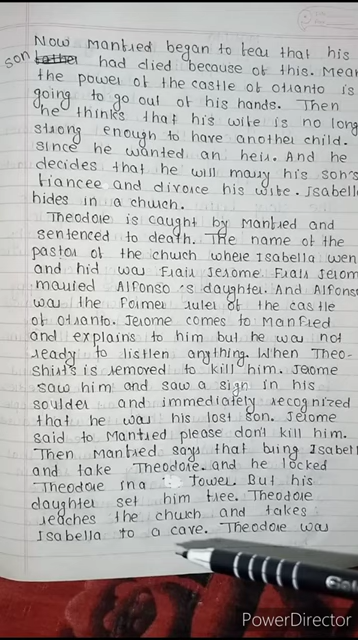 Now Manfred began to fear that his
son father had died because of this. Mean
the power of the castle of otranto is
going to go out of his hands. Then
he thinks that his wife is no long
strong enough to have another child.
since he wanted an heir. And he
decides that he will marry his son's
fiancee and divorce his wife. Isabell
hides in a church.
Theodore is caught by Manfred and
sentenced to death. The name of the
pastor of the church where Isabella wen
and hid was Friar Jerome. Friar Jerom
married Alfonso's daughter. And Alfons
was the former ruler of the castle
of otranto. Jerome comes to Manfred
and explains to him but he was not
ready to listlen anything. When Theo-
shirts is removed to kill him. Jerome
saw him and saw a sign in his
soulder and immediately recognized
that he was his lost son. Jerome
said to Manfred please don't kill him.
Then Manfred says that bring Isabell
and take Theodore. and he locked
Theodore in a Tower. But his
daughter set him free. Theodore
reaches the church and takes
Isabella to a cave. Theodore was
PowerDirector